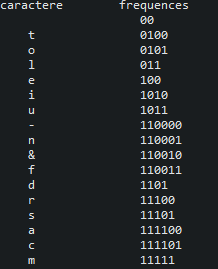 caractere frequences
00
t 0100
o 0101
l 011
e 100
i 1010
u 1011
- 110000
n 110001
& 110010
f 110011
d 1101
r 11100
s 11101
a 111100
c 111101
m 11111